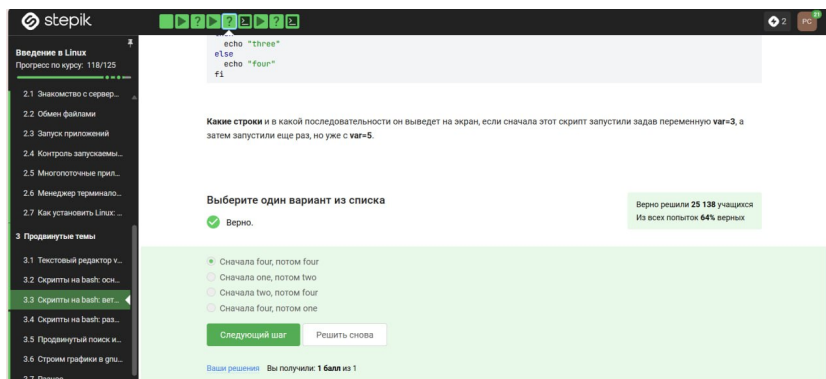 stepik
2
PG
21
Введение в Linux
Прогресс по курсу: 118/125
2.1 Знакомство с сервер...
2.2 Обмен файлами
2.3 Запуск приложений
2.4 Контроль запускаемы...
2.5 Многопоточные прил...
2.6 Менеджер терминало...
2.7 Как установить Linux: ...
3 Продвинутые темы
3.1 Текстовый редактор v...
3.2 Скрипты на bash: осн...
3.3 Скрипты на bash: вет...
3.4 Скрипты на bash: раз...
3.5 Продвинутый поиск и...
3.6 Строим графики в gnu...
3.7 Разное
echo "three"
else
echo "four"
fi
Какие строки и в какой последовательности он выведет на экран, если сначала этот скрипт запустили задав переменную var=3, а
затем запустили еще раз, но уже с var=5.
Выберите один вариант из списка
Верно.
Верно решили 25 138 учащихся
Из всех попыток 64% верных
Сначала four, потом four
Сначала one, потом two
Сначала two, потом four
Сначала four, потом one
Следующий шаг
Решить снова
Ваши решения Вы получили: 1 балл из 1